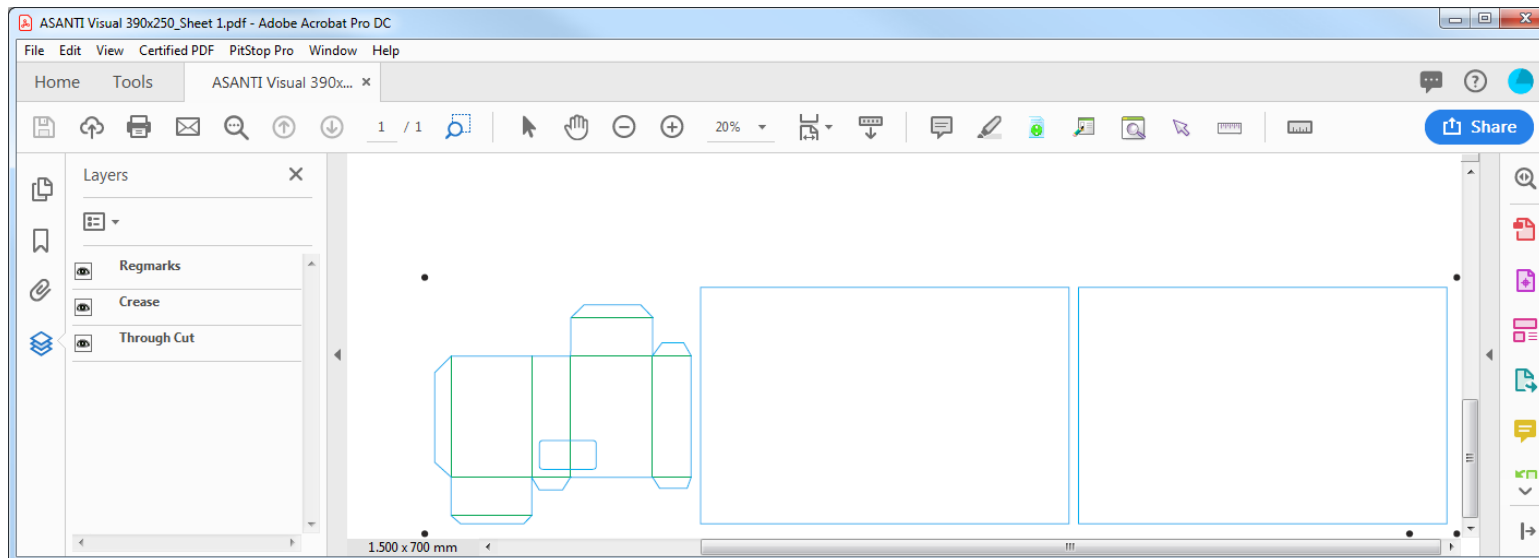 ASANTI Visual 390x250_Sheet 1.pdf - Adobe Acrobat Pro DC
File Edit View Certified PDF PitStop Pro Window Help
Home Tools ASANTI Visual 390x... ×
1 / 1 20% Share
Layers
Regmarks
Crease
Through Cut
1.500 x 700 mm